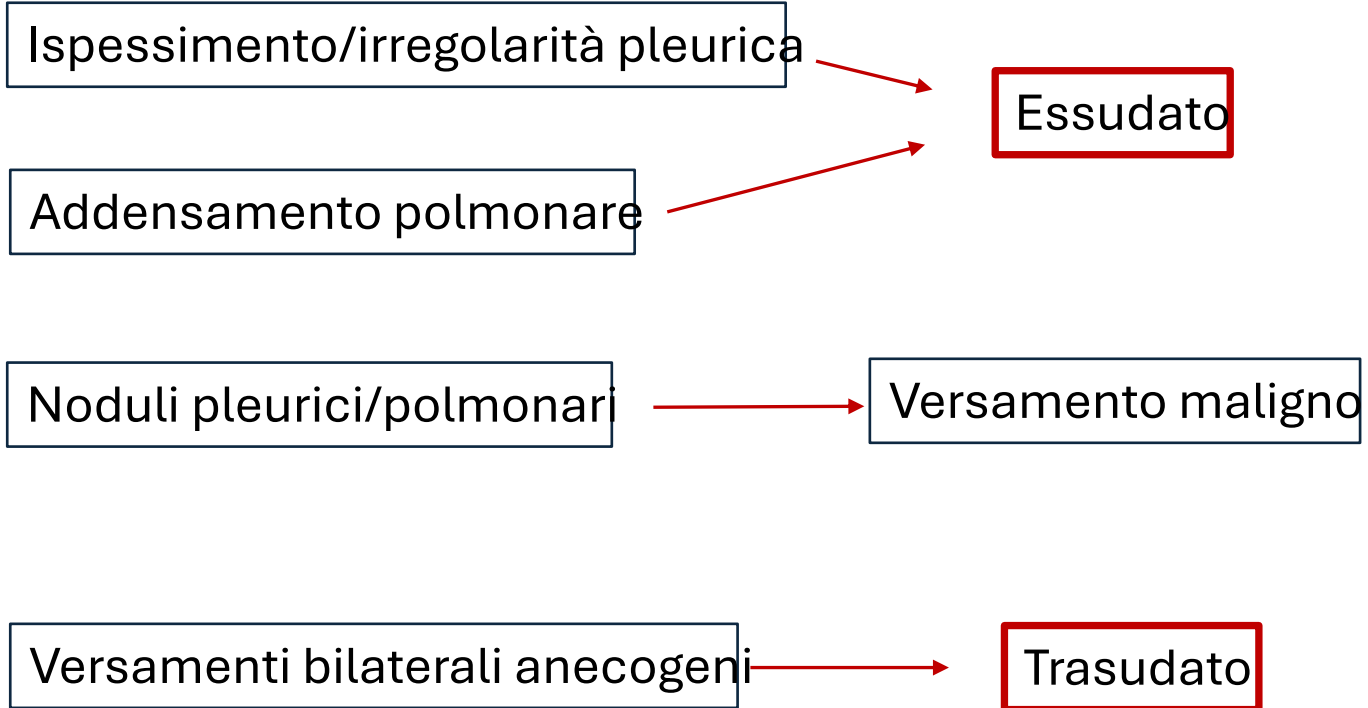 Ispessimento/irregolarità pleurica
Essudato
Addensamento polmonare
Noduli pleurici/polmonari
Versamento maligno
Versamenti bilaterali anecogeni
Trasudato